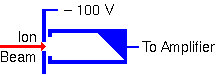 – 100 V
Ion
Beam
To Amplifier